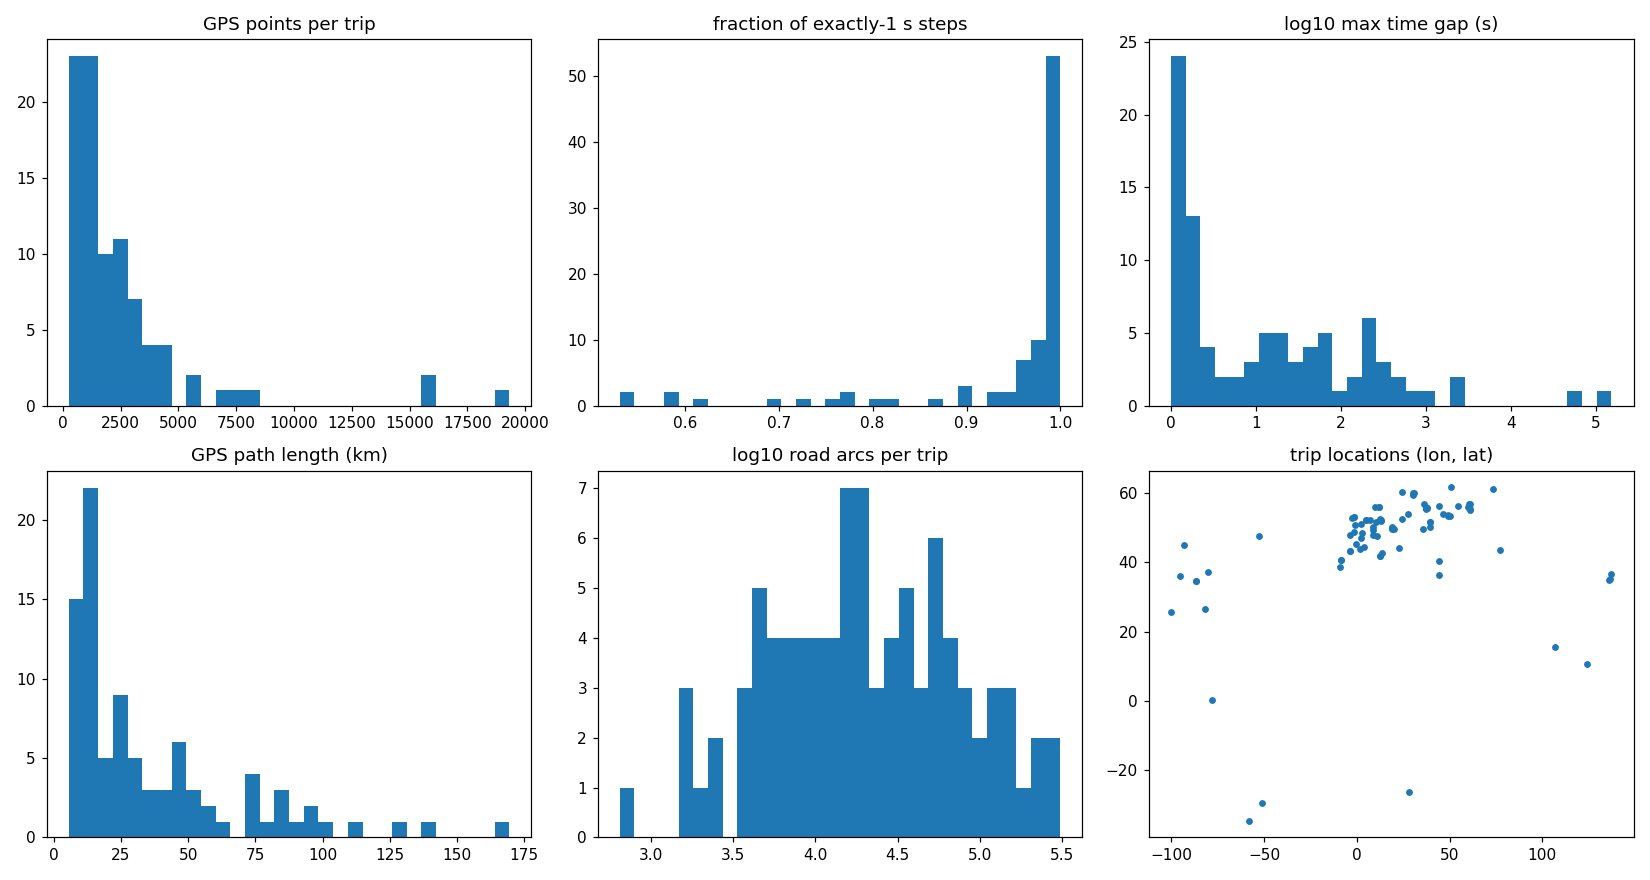 GPS points per trip
20
15
10
5
0
0 2500 5000 7500 10000 12500 15000 17500 20000
fraction of exactly-1 s steps
50
40
30
20
10
0
0.6 0.7 0.8 0.9 1.0
log10 max time gap (s)
25
20
15
10
5
0
0 1 2 3 4 5
GPS path length (km)
20
15
10
5
0
0 25 50 75 100 125 150 175
log10 road arcs per trip
7
6
5
4
3
2
1
0
3.0 3.5 4.0 4.5 5.0 5.5
trip locations (lon, lat)
60
40
20
0
−20
−100 −50 0 50 100